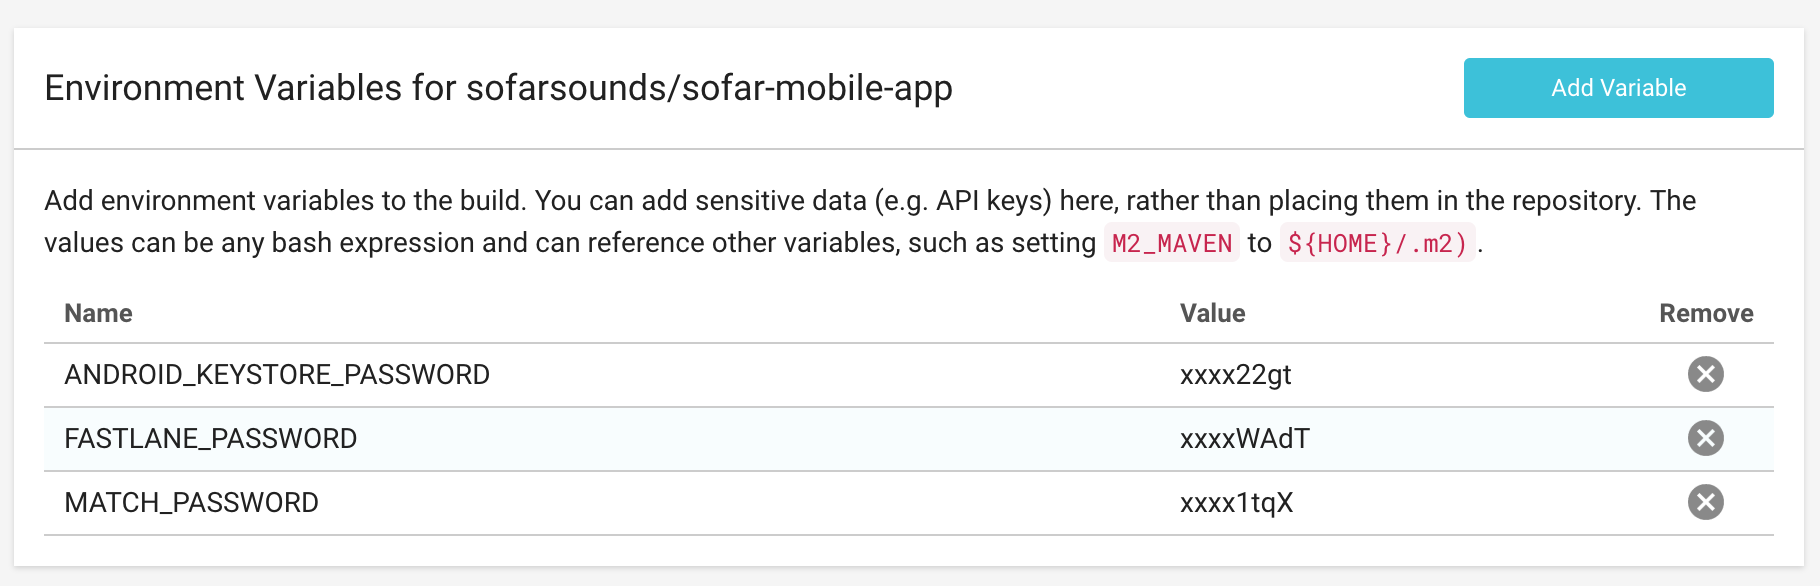 Environment Variables for sofarsounds/sofar-mobile-app
Add Variable
Add environment variables to the build. You can add sensitive data (e.g. API keys) here, rather than placing them in the repository. The
values can be any bash expression and can reference other variables, such as setting M2_MAVEN to ${HOME}/.m2).
Name Value Remove
ANDROID_KEYSTORE_PASSWORD xxxx22gt
FASTLANE_PASSWORD xxxxWAdT
MATCH_PASSWORD xxxx1tqX